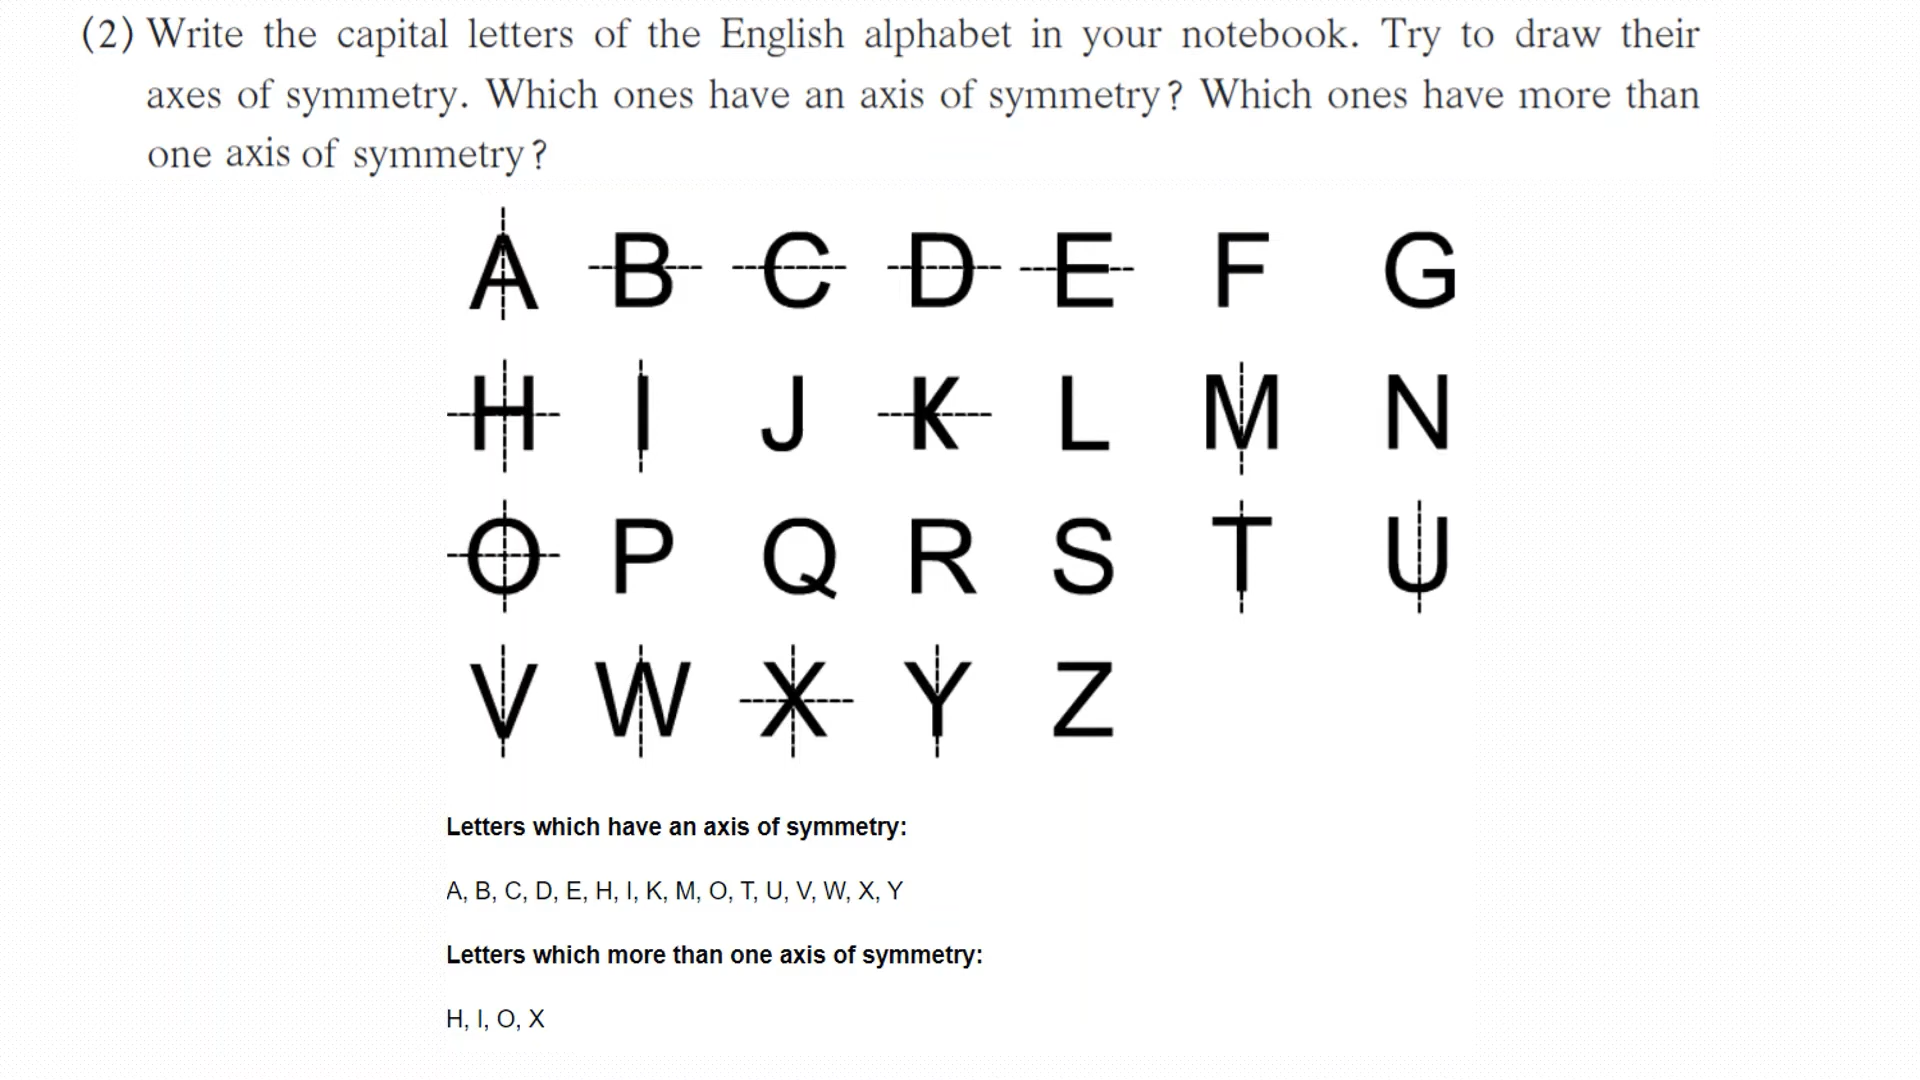 (2) Write the capital letters of the English alphabet in your notebook. Try to draw their
axes of symmetry. Which ones have an axis of symmetry? Which ones have more than
one axis of symmetry?
A B C D E F G
H I J K L M N
O P Q R S T U
V W X Y Z
Letters which have an axis of symmetry:
A, B, C, D, E, H, I, K, M, O, T, U, V, W, X, Y
Letters which more than one axis of symmetry:
H, I, O, X